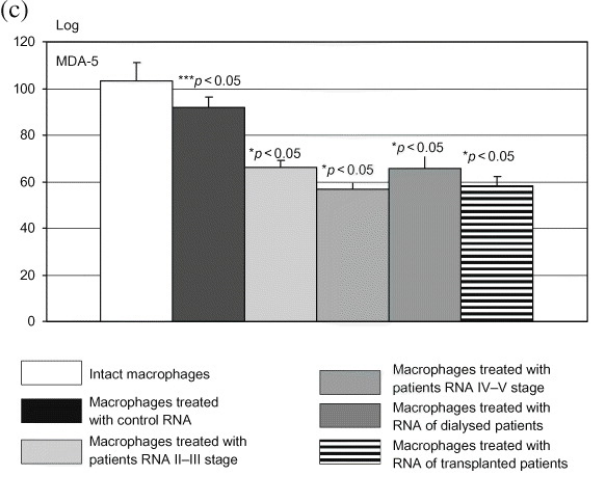 (c)
Log
120
MDA-5
100
***p < 0.05
80
*p < 0.05
*p < 0.05
*p < 0.05
*p < 0.05
60
40
20
0
Intact macrophages
Macrophages treated
with control RNA
Macrophages treated with
patients RNA II–III stage
Macrophages treated with
patients RNA IV–V stage
Macrophages treated with
RNA of dialysed patients
Macrophages treated with
RNA of transplanted patients